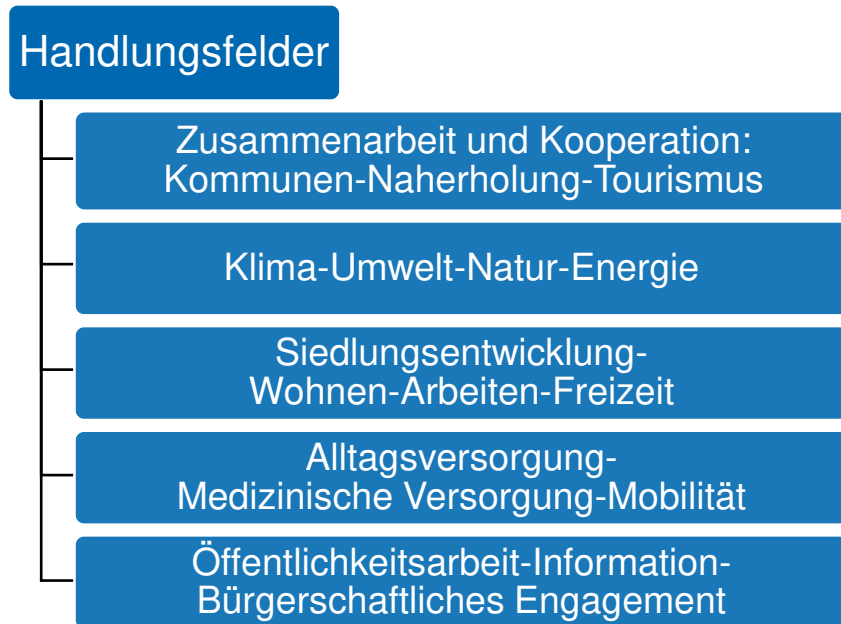 Handlungsfelder
Zusammenarbeit und Kooperation:
Kommunen-Naherholung-Tourismus
Klima-Umwelt-Natur-Energie
Siedlungsentwicklung-
Wohnen-Arbeiten-Freizeit
Alltagsversorgung-
Medizinische Versorgung-Mobilität
Öffentlichkeitsarbeit-Information-
Bürgerschaftliches Engagement